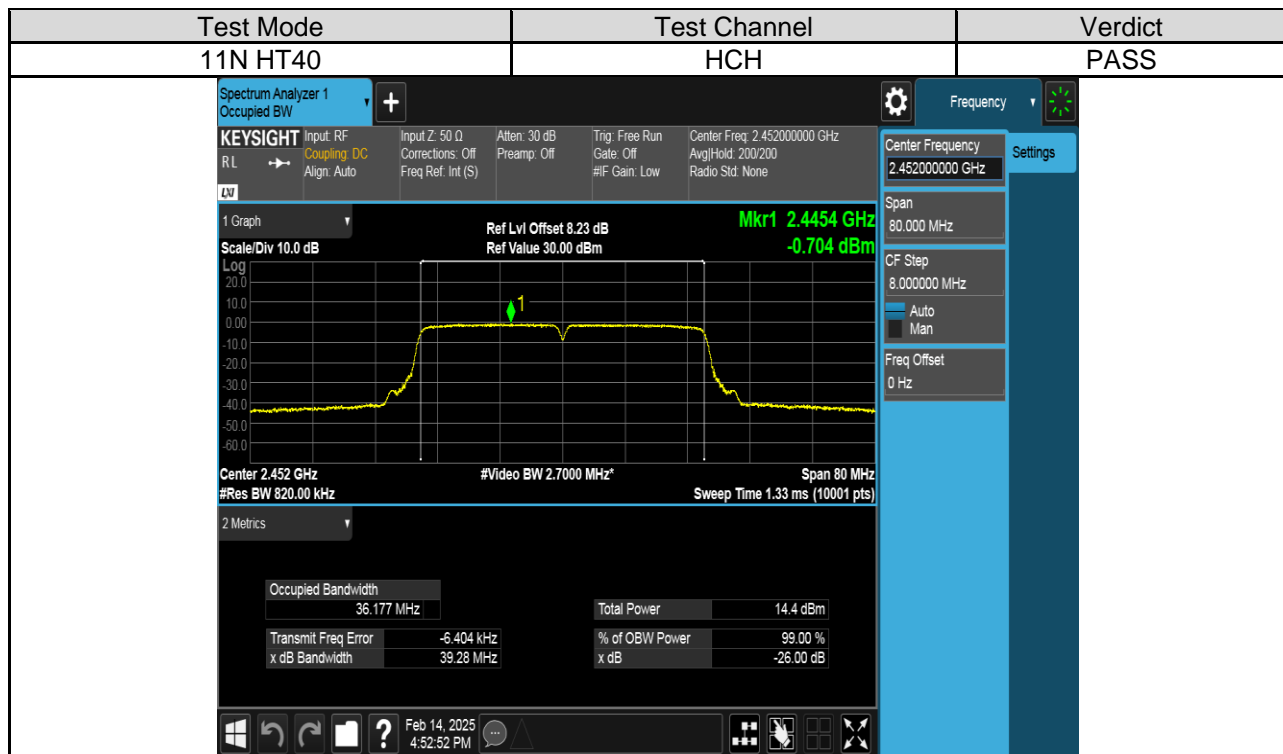 Test Mode Test Channel Verdict
11N HT40 HCH PASS
Spectrum Analyzer 1
Occupied BW
+
Frequency
KEYSIGHT Input: RF Input Z: 50 Ω Atten: 30 dB Trig: Free Run Center Freq: 2.452000000 GHz
RL Coupling: DC Corrections: Off Preamp: Off Gate: Off Avg|Hold: 200/200
Align: Auto Freq Ref: Int (S) #IF Gain: Low Radio Std: None
LXI
Center Frequency
2.452000000 GHz
Settings
Span
80.000 MHz
CF Step
8.000000 MHz
Auto
Man
Freq Offset
0 Hz
1 Graph
Ref Lvl Offset 8.23 dB Mkr1 2.4454 GHz
Scale/Div 10.0 dB Ref Value 30.00 dBm -0.704 dBm
Log
20.0
10.0
1
0.00
-10.0
-20.0
-30.0
-40.0
-50.0
-60.0
Center 2.452 GHz #Video BW 2.7000 MHz* Span 80 MHz
#Res BW 820.00 kHz Sweep Time 1.33 ms (10001 pts)
2 Metrics
Occupied Bandwidth
36.177 MHz Total Power 14.4 dBm
Transmit Freq Error -6.404 kHz % of OBW Power 99.00 %
x dB Bandwidth 39.28 MHz x dB -26.00 dB
? Feb 14, 2025
4:52:52 PM